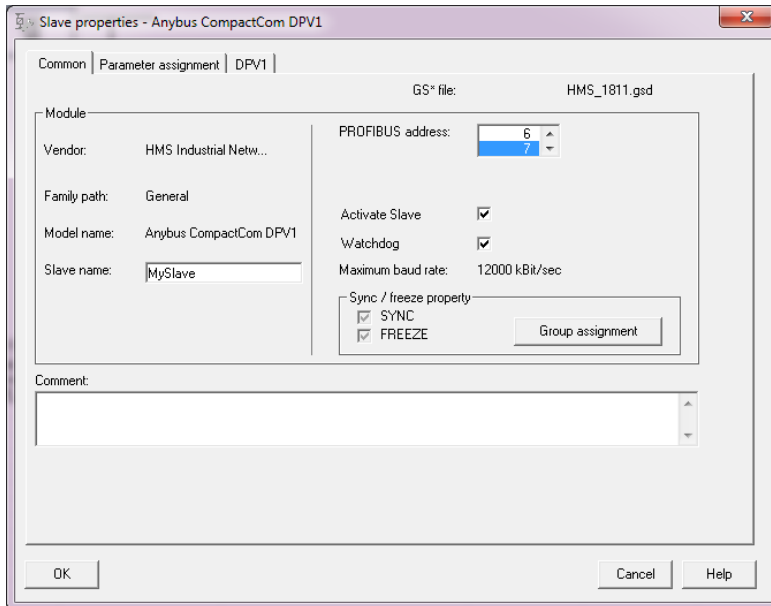 Slave properties - Anybus CompactCom DPV1
Common
Parameter assignment
DPV1
GS* file:
HMS_1811.gsd
Module
Vendor:
HMS Industrial Netw...
Family path:
General
Model name:
Anybus CompactCom DPV1
Slave name:
MySlave
PROFIBUS address:
6
7
Activate Slave
Watchdog
Maximum baud rate:
12000 kBit/sec
Sync / freeze property
SYNC
FREEZE
Group assignment
Comment:
OK
Cancel
Help